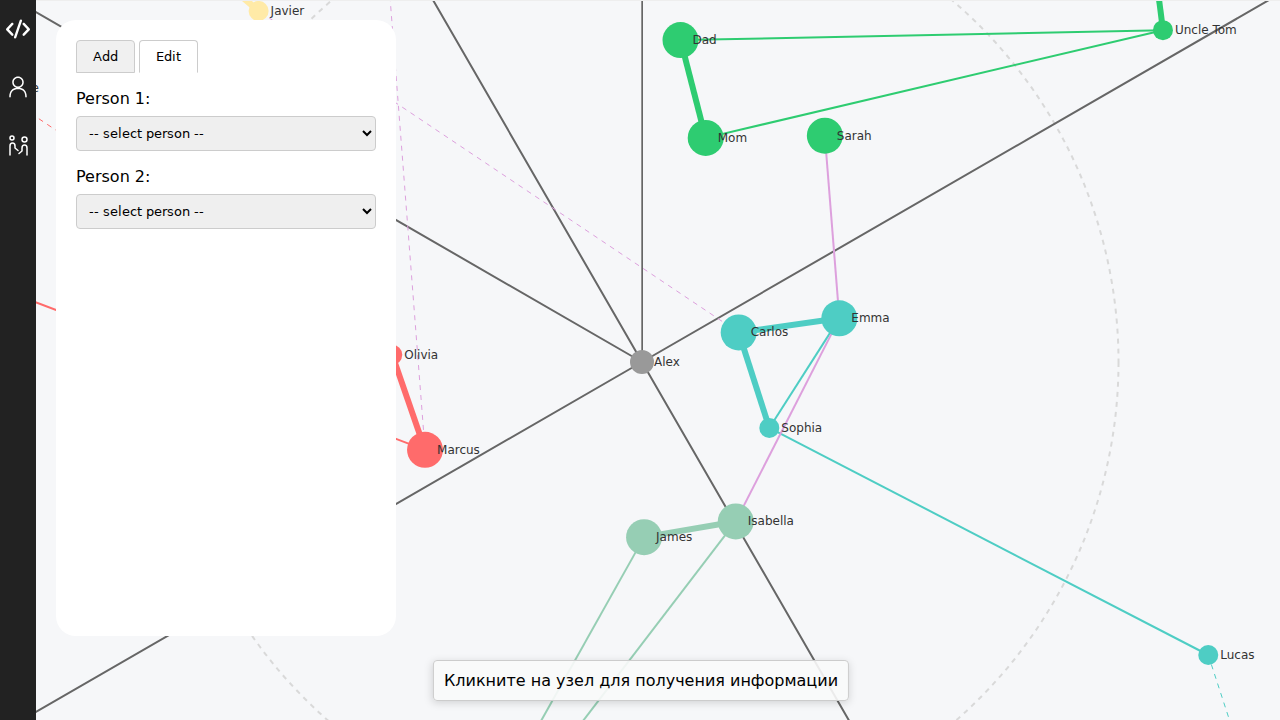 Javier
Add
Edit
Person 1:
-- select person --
Person 2:
-- select person --
Dad
Uncle Tom
Mom
Sarah
Emma
Carlos
Olivia
Alex
Sophia
Marcus
Isabella
James
Lucas
Кликните на узел для получения информации